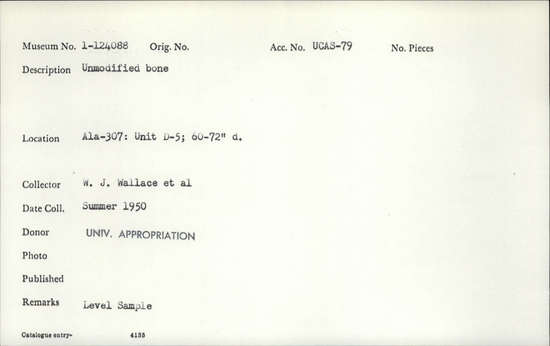 Museum No. 1-124088 Orig. No. Acc. No. UCAS-79 No. Pieces
Description Unmodified bone
Location Ala-307: Unit D-5; 60-72" d.
Collector W. J. Wallace et al
Date Coll. Summer 1950
Donor UNIV. APPROPRIATION
Photo
Published
Remarks Level Sample
Catalogue entry- 4135